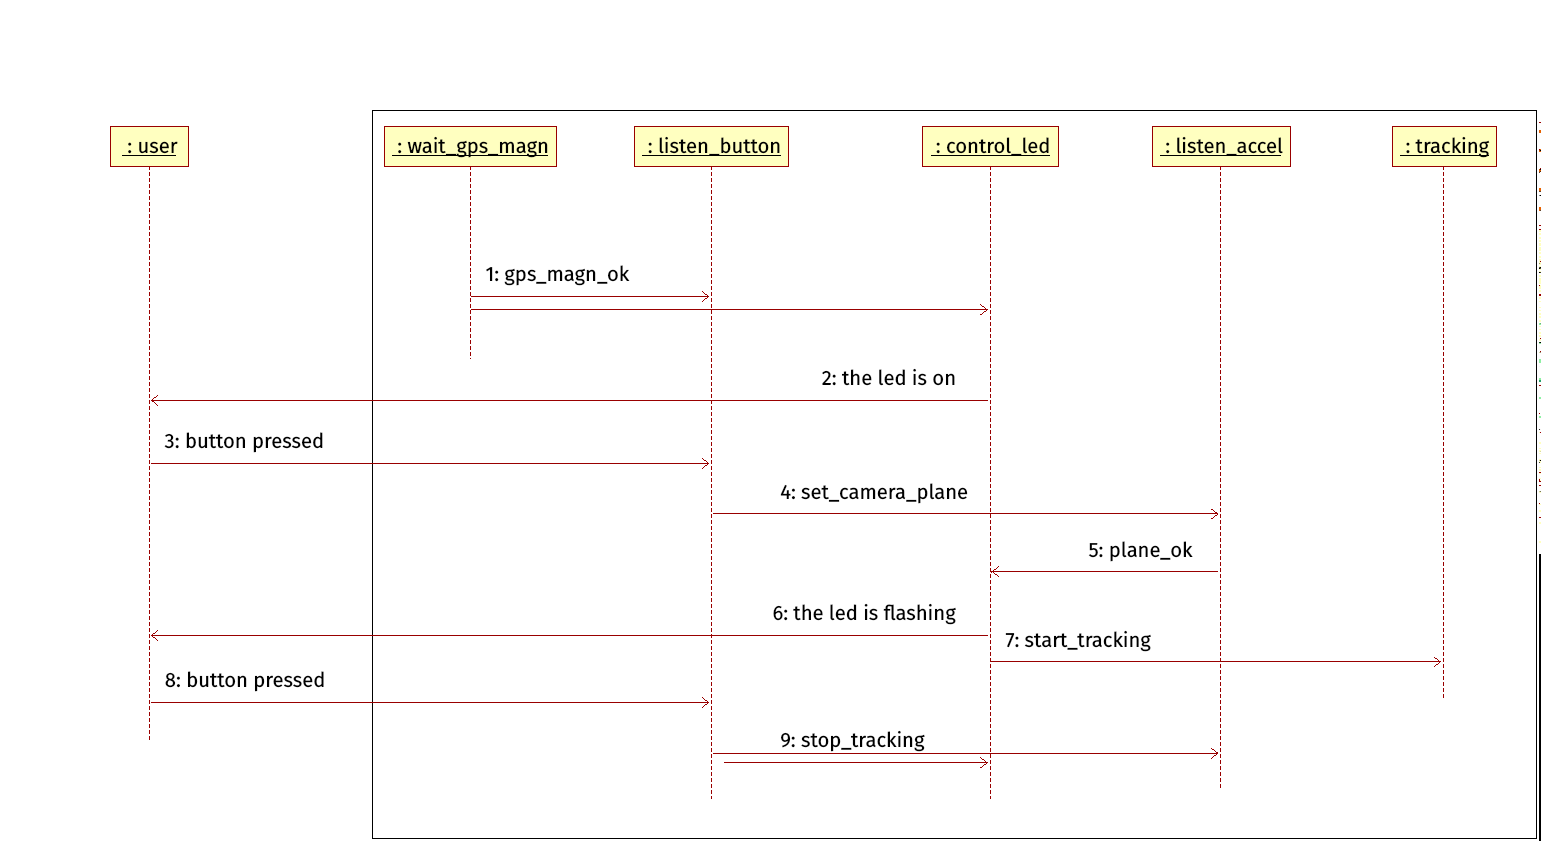 : user
: wait_gps_magn
: listen_button
: control_led
: listen_accel
: tracking
1: gps_magn_ok
2: the led is on
3: button pressed
4: set_camera_plane
5: plane_ok
6: the led is flashing
7: start_tracking
8: button pressed
9: stop_tracking